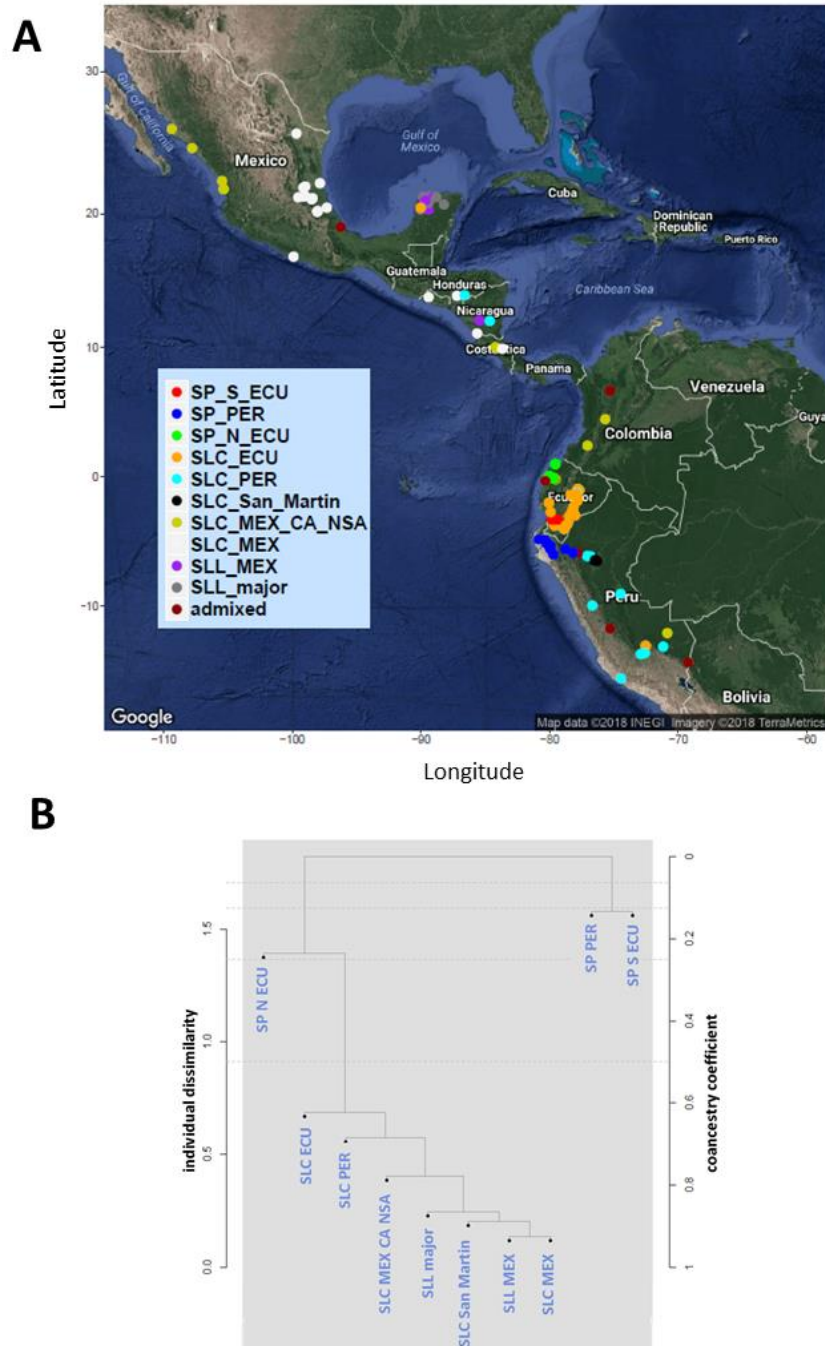 A
30
20
10
0
−10
Latitude
Gulf of California
Mexico
Gulf of
Mexico
Cuba
Dominican
Republic
Puerto Rico
Guatemala
Honduras
Nicaragua
Caribbean Sea
Costa Rica
Panama
Venezuela
Guya
Colombia
Ecuador
Peru
Bolivia
SP_S_ECU
SP_PER
SP_N_ECU
SLC_ECU
SLC_PER
SLC_San_Martin
SLC_MEX_CA_NSA
SLC_MEX
SLL_MEX
SLL_major
admixed
Google
Map data ©2018 INEGI Imagery ©2018 TerraMetrics
−110
−100
−90
−80
−70
−60
Longitude
B
individual dissimilarity
0.0
0.5
1.0
1.5
coancestry coefficient
0
0.2
0.4
0.6
0.8
1
SP N ECU
SP PER
SP S ECU
SLC ECU
SLC PER
SLC MEX CA NSA
SLL major
SLC San Martin
SLL MEX
SLC MEX